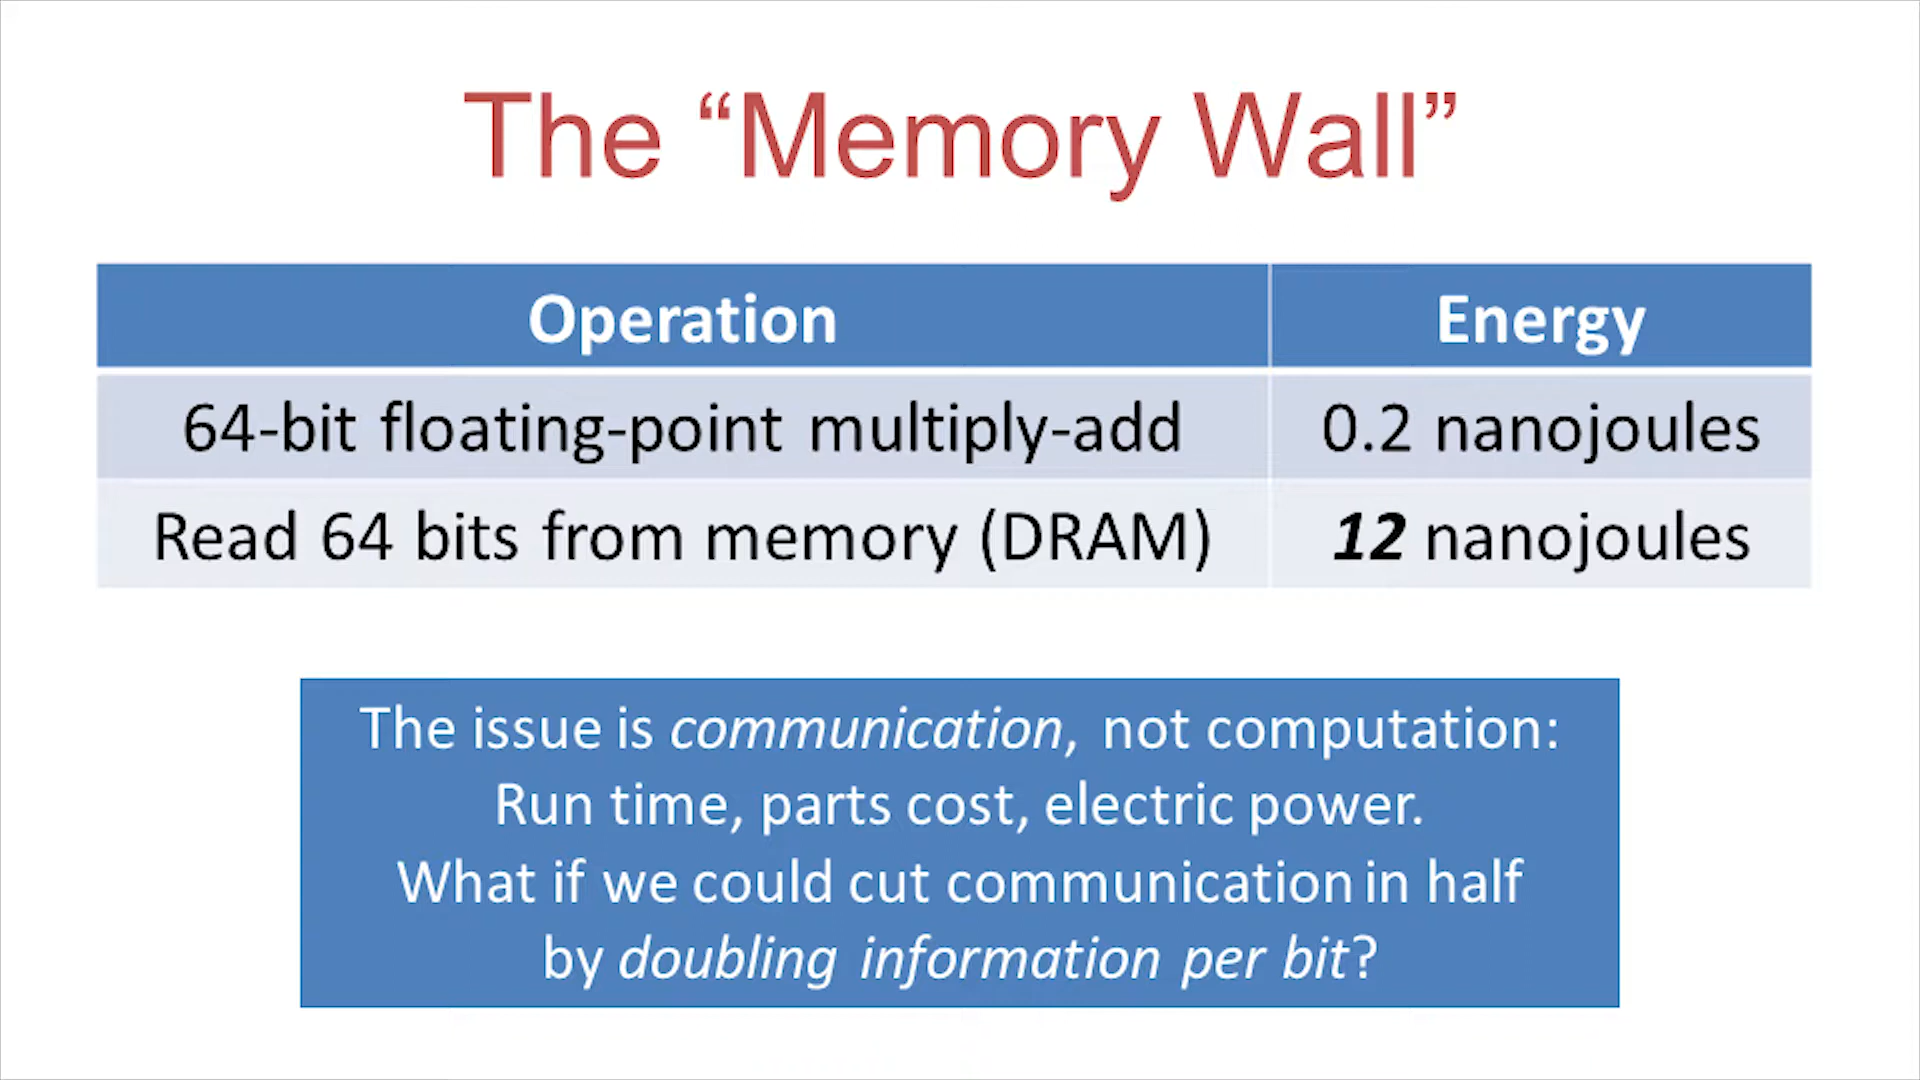 The “Memory Wall”
Operation Energy
64-bit floating-point multiply-add 0.2 nanojoules
Read 64 bits from memory (DRAM) 12 nanojoules
The issue is communication, not computation:
Run time, parts cost, electric power.
What if we could cut communication in half
by doubling information per bit?